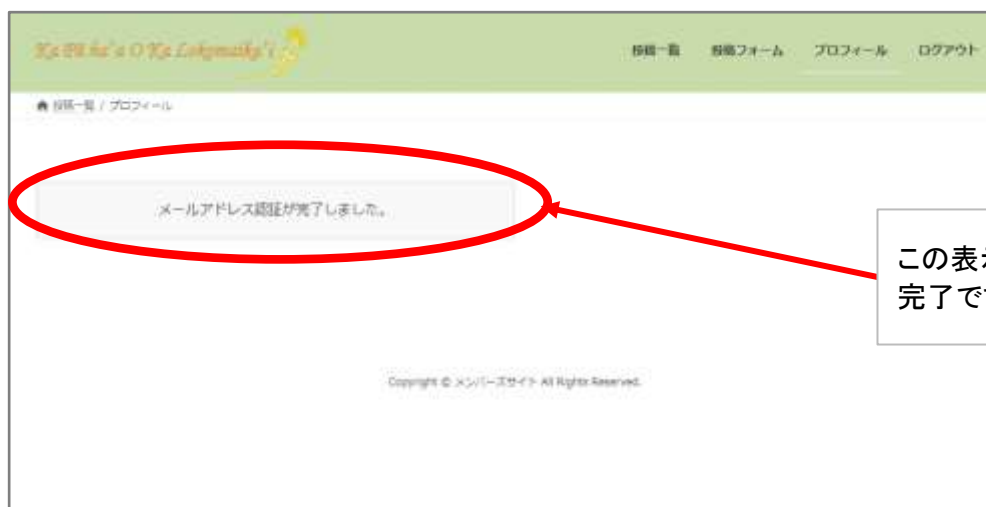 Ka Pā ha'a O Ka Lokomaika'i
投稿一覧 投稿フォーム プロフィール ログアウト
投稿一覧 / プロフィール
メールアドレス認証が完了しました。
この表
完了で
Copyright © メンバーズサイト All Rights Reserved.